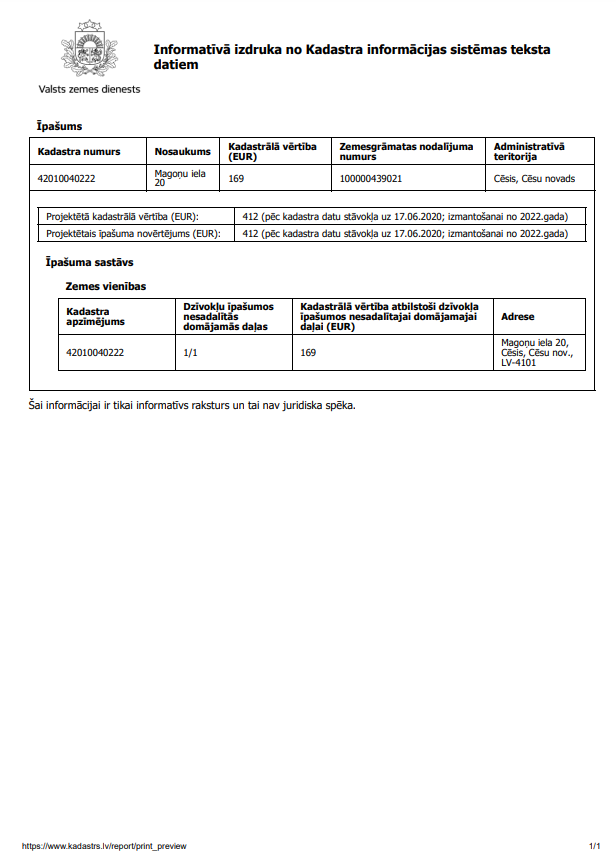 Informatīvā izdruka no Kadastra informācijas sistēmas teksta
datiem
Valsts zemes dienests
Īpašums
Kadastra numurs
Nosaukums
Kadastrālā vērtība
(EUR)
Zemesgrāmatas nodalījuma
numurs
Administratīvā
teritorija
42010040222
Magoņu iela
20
169
100000439021
Cēsis, Cēsu novads
Projektētā kadastrālā vērtība (EUR):
412 (pēc kadastra datu stāvokļa uz 17.06.2020; izmantošanai no 2022.gada)
Projektētais īpašuma novērtējums (EUR):
412 (pēc kadastra datu stāvokļa uz 17.06.2020; izmantošanai no 2022.gada)
Īpašuma sastāvs
Zemes vienības
Kadastra
apzīmējums
Dzīvokļu īpašumos
nesadalītās
domājamās daļas
Kadastrālā vērtība atbilstoši dzīvokļa
īpašumos nesadalītajai domājamajai
daļai (EUR)
Adrese
42010040222
1/1
169
Magoņu iela 20,
Cēsis, Cēsu nov.,
LV-4101
Šai informācijai ir tikai informatīvs raksturs un tai nav juridiska spēka.
https://www.kadastrs.lv/report/print_preview
1/1